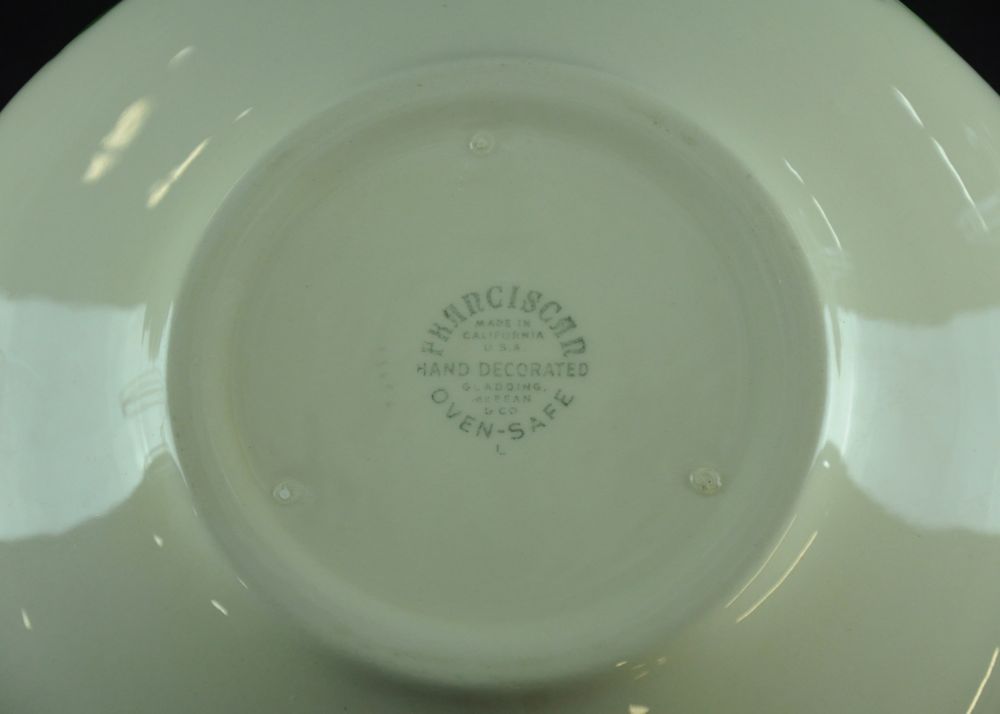 FRANCISCAN
MADE IN
CALIFORNIA
U.S.A.
HAND DECORATED
GLADDING,
McBEAN
& CO
OVEN-SAFE
L